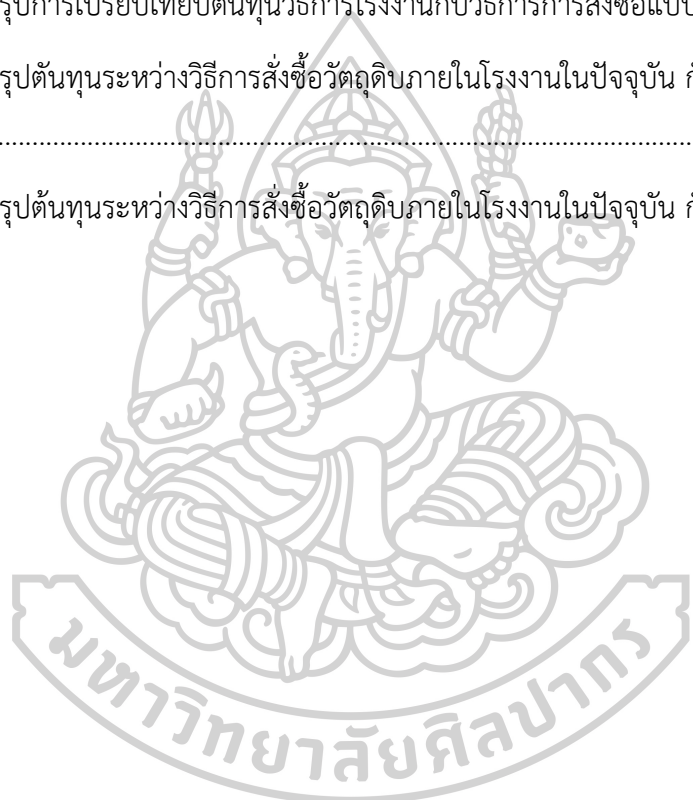 รุปการเปรียบเทียบต้นทุนวิธีการโรงงานกับวิธีการการสั่งซื้อแบบ
รุปต้นทุนระหว่างวิธีการสั่งซื้อวัตถุดิบภายในโรงงานในปัจจุบัน ก
................................................................................
รุปต้นทุนระหว่างวิธีการสั่งซื้อวัตถุดิบภายในโรงงานในปัจจุบัน ก
มหาวิทยาลัยศิลปากร